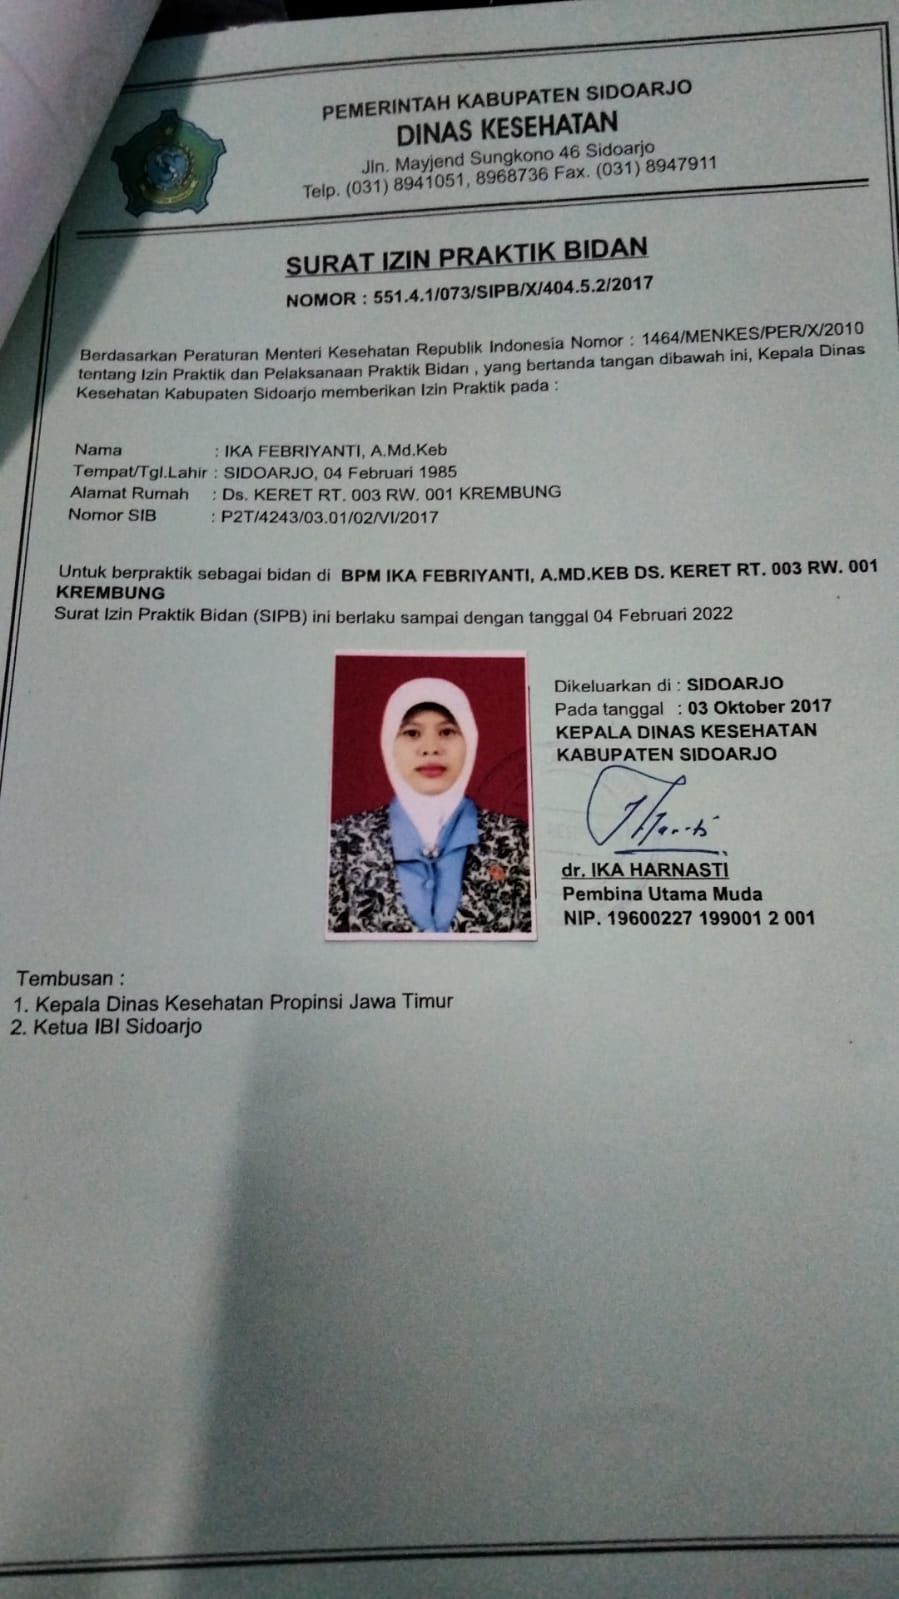 PEMERINTAH KABUPATEN SIDOARJO
DINAS KESEHATAN
Jln. Mayjend Sungkono 46 Sidoarjo
Telp. (031) 8941051, 8968736 Fax. (031) 8947911
SURAT IZIN PRAKTIK BIDAN
NOMOR : 551.4.1/073/SIPB/X/404.5.2/2017
Berdasarkan Peraturan Menteri Kesehatan Republik Indonesia Nomor : 1464/MENKES/PER/X/2010
tentang Izin Praktik dan Pelaksanaan Praktik Bidan , yang bertanda tangan dibawah ini, Kepala Dinas
Kesehatan Kabupaten Sidoarjo memberikan Izin Praktik pada :
Nama : IKA FEBRIYANTI, A.Md.Keb
Tempat/Tgl.Lahir : SIDOARJO, 04 Februari 1985
Alamat Rumah : Ds. KERET RT. 003 RW. 001 KREMBUNG
Nomor SIB : P2T/4243/03.01/02/VI/2017
Untuk berpraktik sebagai bidan di BPM IKA FEBRIYANTI, A.MD.KEB DS. KERET RT. 003 RW. 001
KREMBUNG
Surat Izin Praktik Bidan (SIPB) ini berlaku sampai dengan tanggal 04 Februari 2022
Dikeluarkan di : SIDOARJO
Pada tanggal : 03 Oktober 2017
KEPALA DINAS KESEHATAN
KABUPATEN SIDOARJO
dr. IKA HARNASTI
Pembina Utama Muda
NIP. 19600227 199001 2 001
Tembusan :
1. Kepala Dinas Kesehatan Propinsi Jawa Timur
2. Ketua IBI Sidoarjo